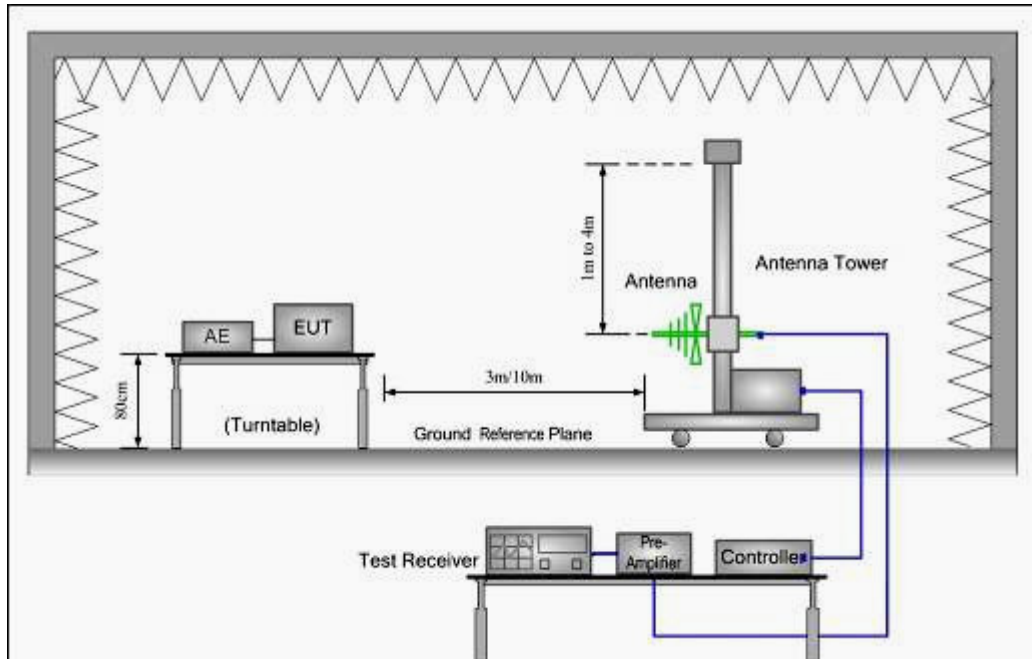 1m to 4m
Antenna Tower
Antenna
AE
EUT
3m/10m
80cm
(Turntable)
Ground Reference Plane
Test Receiver
Pre-
Amplifier
Controlle